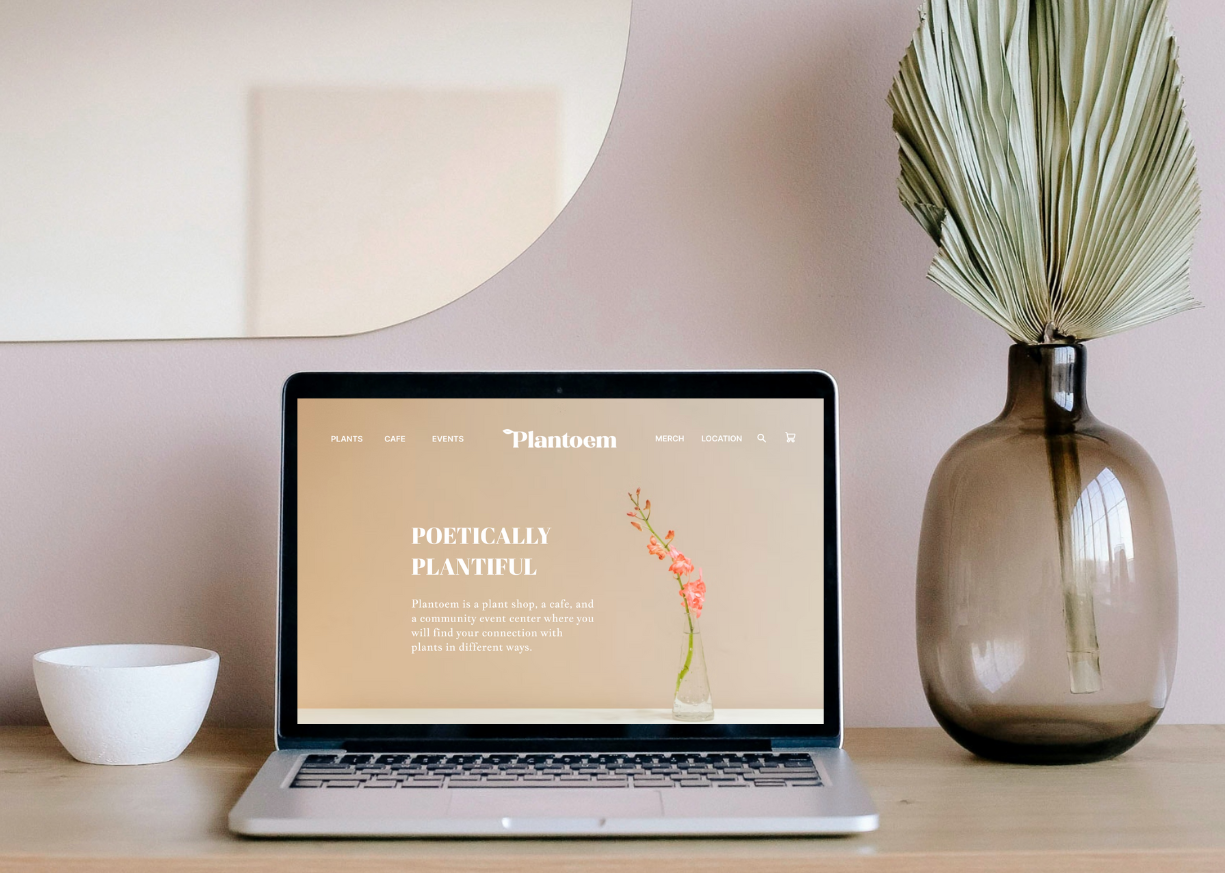 PLANTS CAFE EVENTS Plantoem MERCH LOCATION
POETICALLY
PLANTIFUL
Plantoem is a plant shop, a cafe, and
a community event center where you
will find your connection with
plants in different ways.